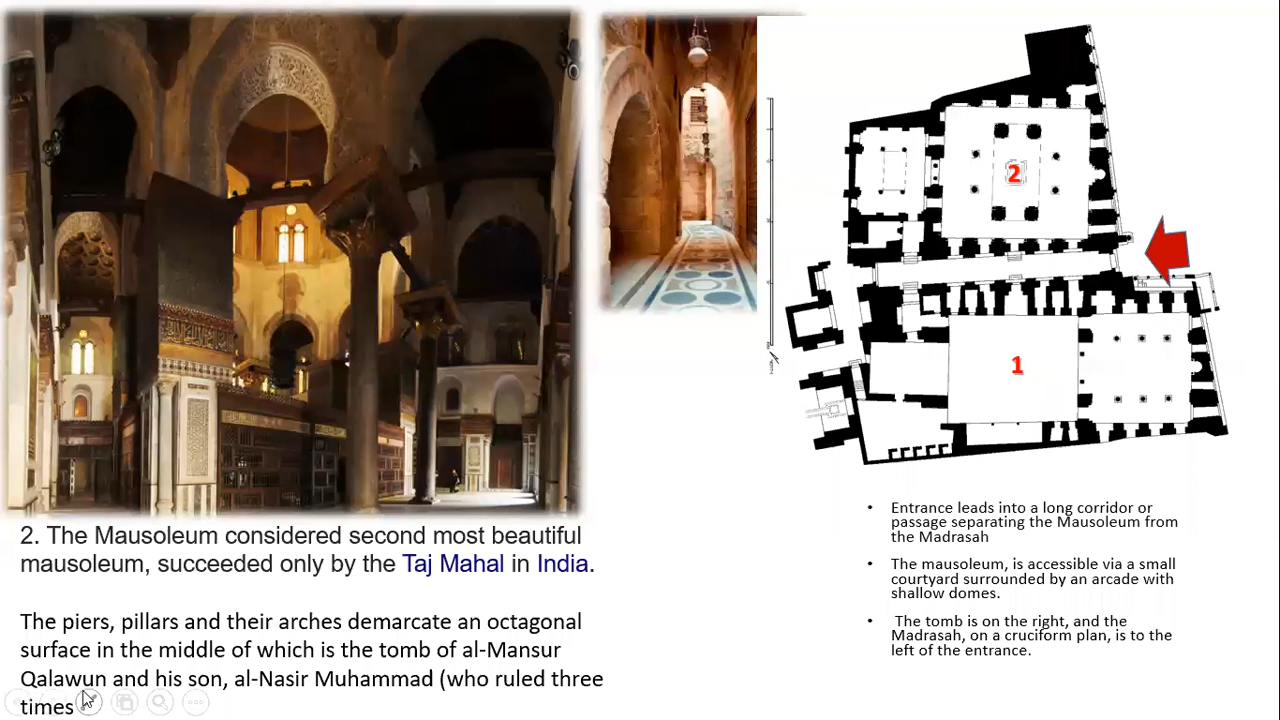 2
1
2. The Mausoleum considered second most beautiful
mausoleum, succeeded only by the Taj Mahal in India.
The piers, pillars and their arches demarcate an octagonal
surface in the middle of which is the tomb of al-Mansur
Qalawun and his son, al-Nasir Muhammad (who ruled three
times
• Entrance leads into a long corridor or
passage separating the Mausoleum from
the Madrasah
• The mausoleum, is accessible via a small
courtyard surrounded by an arcade with
shallow domes.
• The tomb is on the right, and the
Madrasah, on a cruciform plan, is to the
left of the entrance.